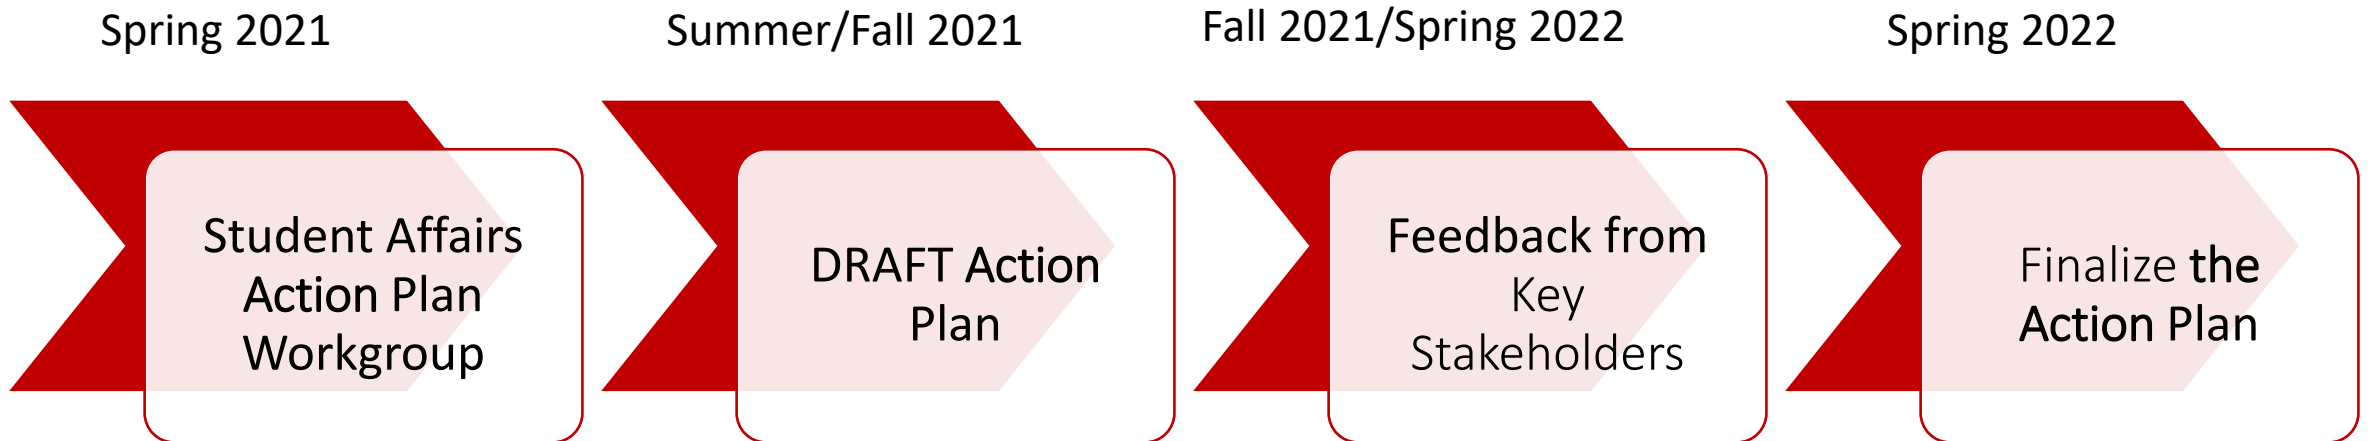 Spring 2021
Student Affairs
Action Plan
Workgroup
Summer/Fall 2021
DRAFT Action
Plan
Fall 2021/Spring 2022
Feedback from
Key
Stakeholders
Spring 2022
Finalize the
Action Plan